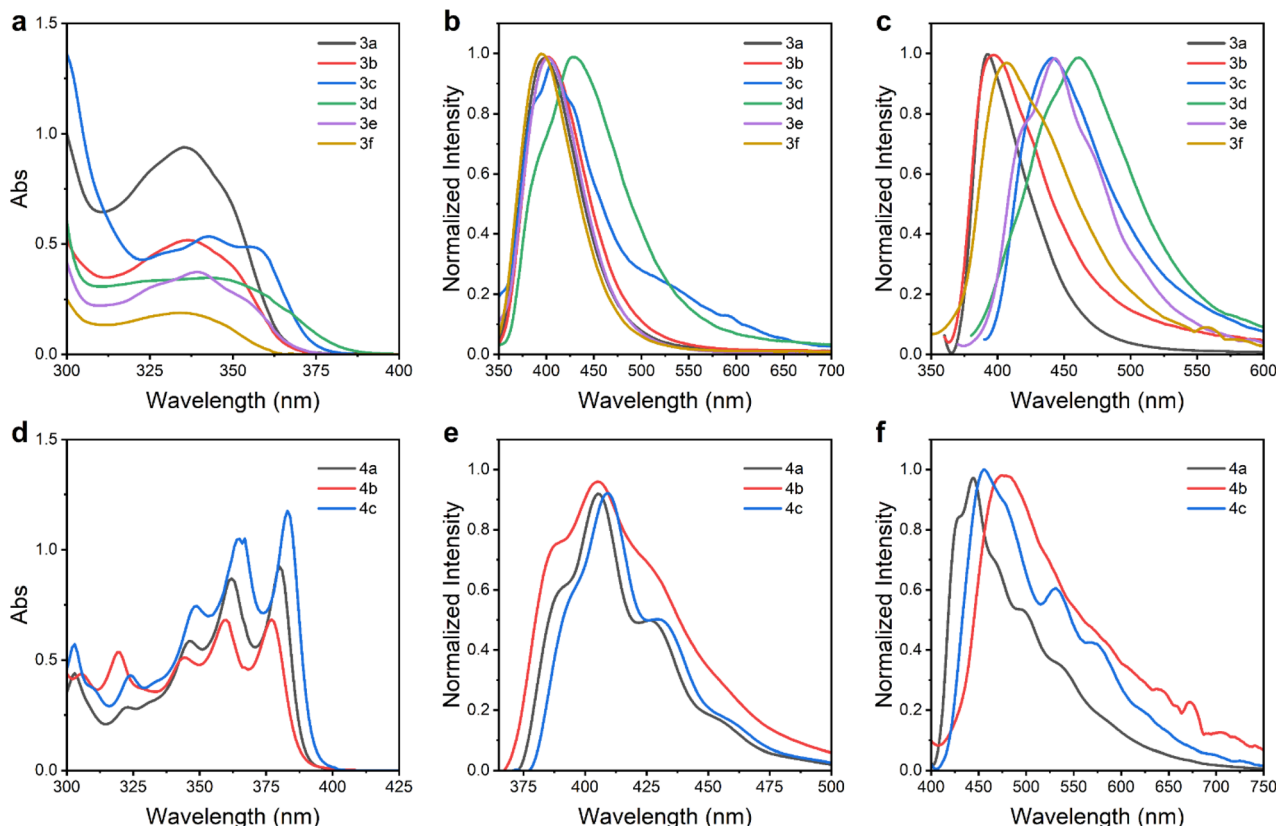 a
1.5
1.0
0.5
0.0
Abs
300 325 350 375 400
Wavelength (nm)
3a
3b
3c
3d
3e
3f
b
1.0
0.8
0.6
0.4
0.2
0.0
Normalized Intensity
350 400 450 500 550 600 650 700
Wavelength (nm)
3a
3b
3c
3d
3e
3f
c
1.0
0.8
0.6
0.4
0.2
0.0
Normalized Intensity
350 400 450 500 550 600
Wavelength (nm)
3a
3b
3c
3d
3e
3f
d
1.5
1.0
0.5
0.0
Abs
300 325 350 375 400 425
Wavelength (nm)
4a
4b
4c
e
1.0
0.8
0.6
0.4
0.2
0.0
Normalized Intensity
375 400 425 450 475 500
Wavelength (nm)
4a
4b
4c
f
1.0
0.8
0.6
0.4
0.2
0.0
Normalized Intensity
400 450 500 550 600 650 700 750
Wavelength (nm)
4a
4b
4c